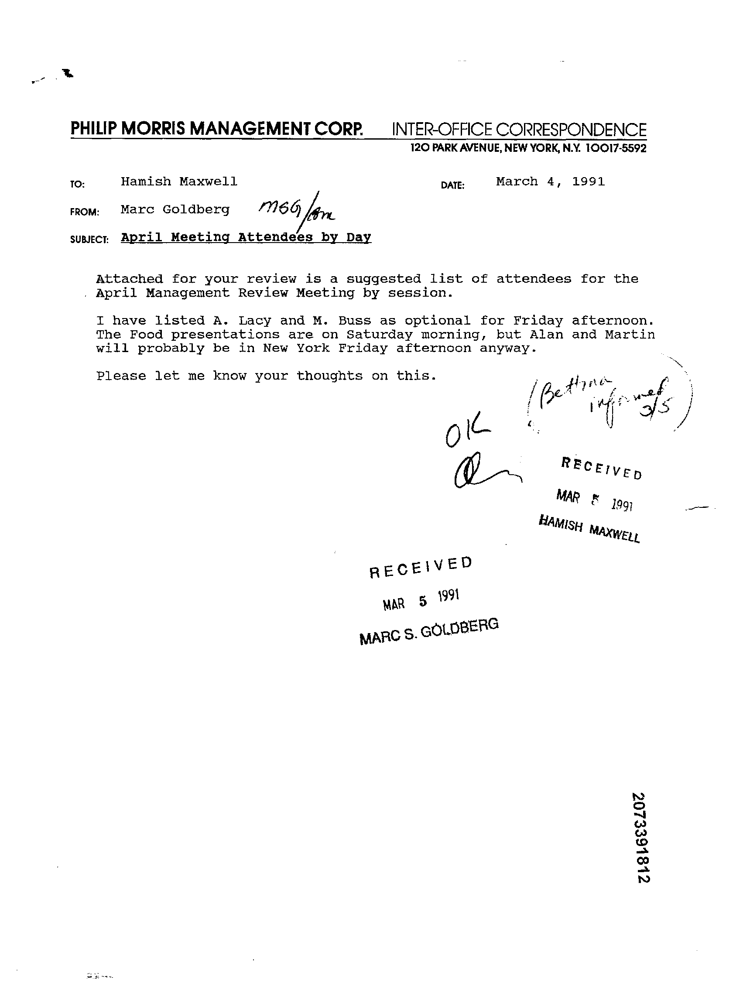 PHILIP MORRIS MANAGEMENT CORP. INTER-OFFICE CORRESPONDENCE
120 PARK AVENUE, NEW YORK, N.Y. 10017-5592
TO: Hamish Maxwell DATE: March 4, 1991
FROM: Marc Goldberg MSG/am
SUBJECT: April Meeting Attendees by Day
Attached for your review is a suggested list of attendees for the
April Management Review Meeting by session.
I have listed A. Lacy and M. Buss as optional for Friday afternoon.
The Food presentations are on Saturday morning, but Alan and Martin
will probably be in New York Friday afternoon anyway.
Please let me know your thoughts on this.
(Bettina
informed
3/5)
OK
RECEIVED
MAR 5 1991
HAMISH MAXWELL
RECEIVED
MAR 5 1991
MARC S. GOLDBERG
2073391812